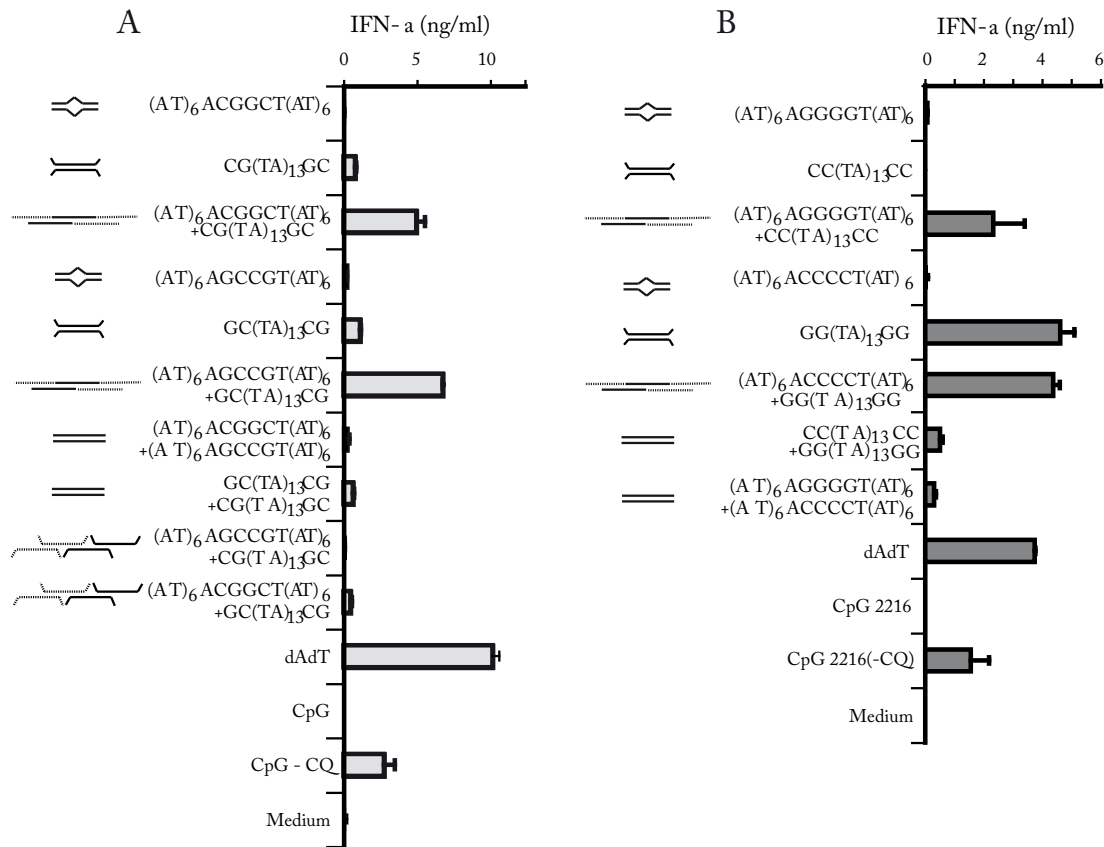 A
IFN- a (ng/ml)
0 5 10
(AT)6 ACGGCT(AT)6
CG(TA)13GC
(AT)6 ACGGCT(AT)6
+CG(TA)13GC
(AT)6 AGCCGT(AT)6
GC(TA)13CG
(AT)6 AGCCGT(AT)6
+GC(TA)13CG
(AT)6 ACGGCT(AT)6
+(AT)6 AGCCGT(AT)6
GC(TA)13CG
+CG(TA)13GC
(AT)6 AGCCGT(AT)6
+CG(TA)13GC
(AT)6 ACGGCT(AT)6
+GC(TA)13CG
dAdT
CpG
CpG - CQ
Medium
B
IFN- a (ng/ml)
0 2 4 6
(AT)6 AGGGGT(AT)6
CC(TA)13CC
(AT)6 AGGGGT(AT)6
+CC(TA)13CC
(AT)6 ACCCCT(AT)6
GG(TA)13GG
(AT)6 ACCCCT(AT)6
+GG(TA)13GG
CC(TA)13CC
+GG(TA)13GG
(AT)6 AGGGGT(AT)6
+(AT)6 ACCCCT(AT)6
dAdT
CpG 2216
CpG 2216(-CQ)
Medium